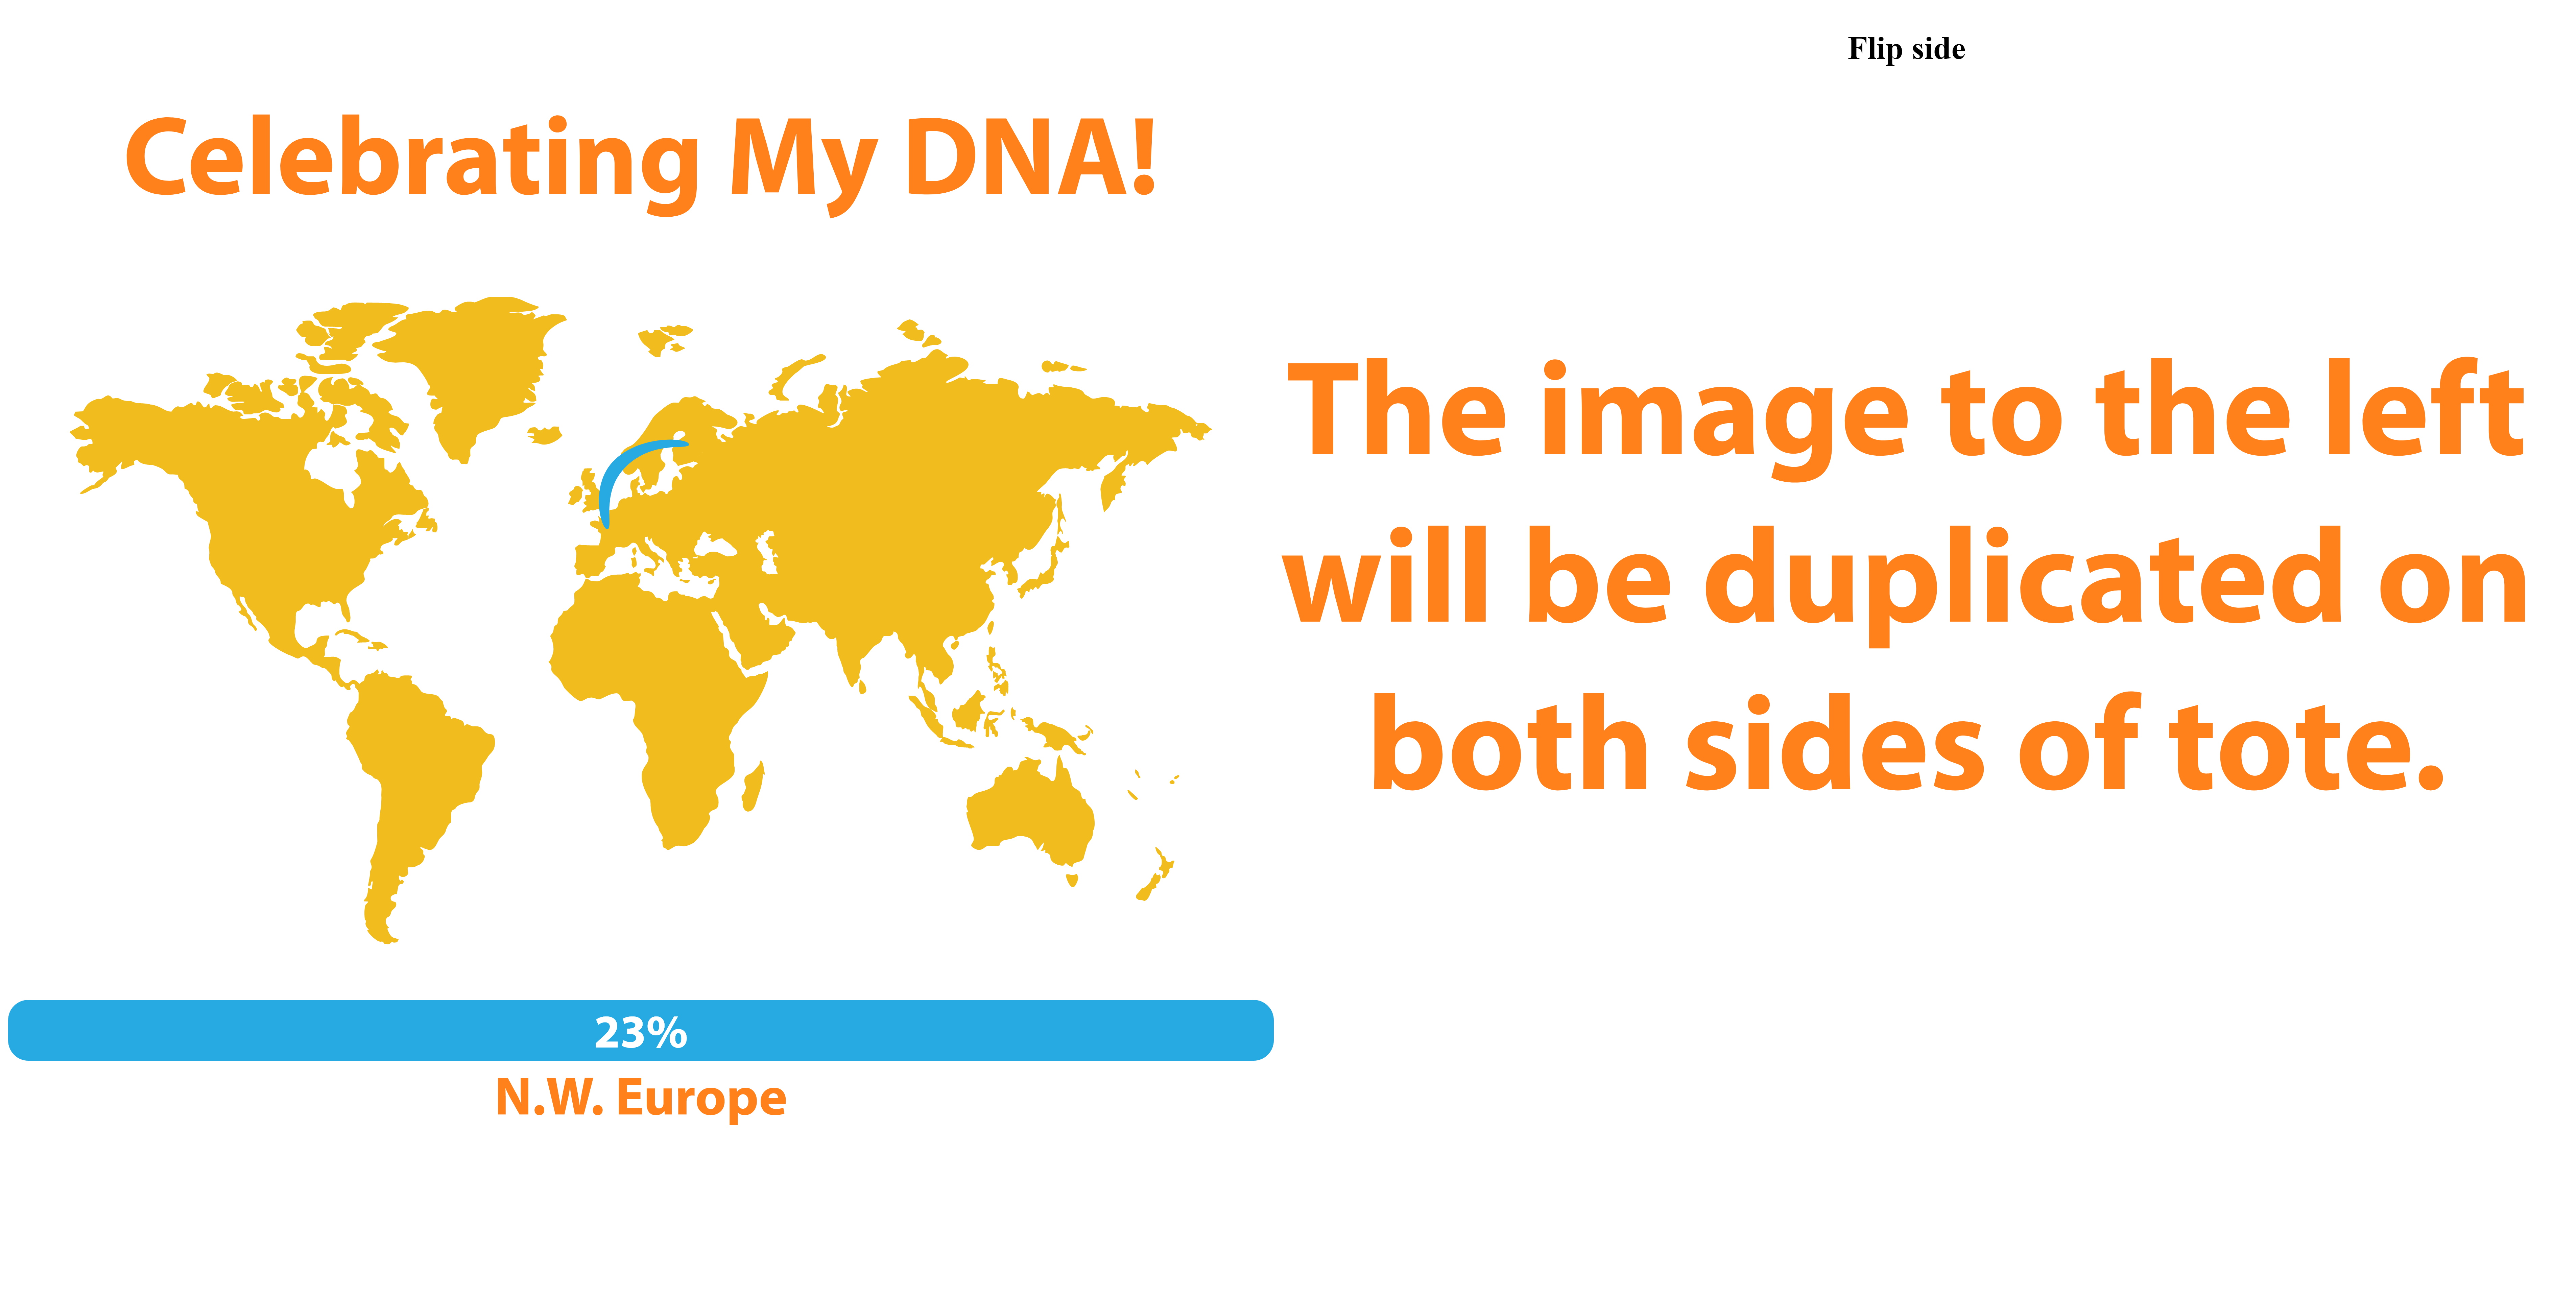 Flip side
Celebrating My DNA!
The image to the left
will be duplicated on
both sides of tote.
23%
N.W. Europe